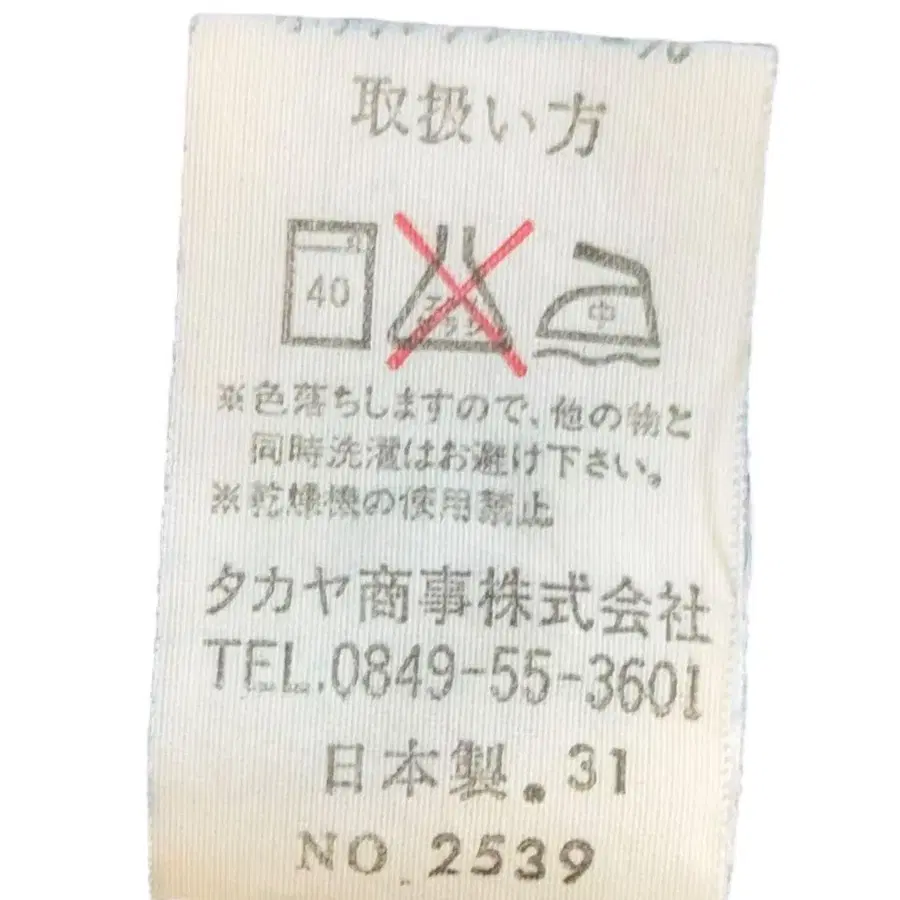 取扱い方
40
中
※色落ちしますので、他の物と
同時洗濯はお避け下さい。
※乾燥機の使用禁止
タカヤ商事株式会社
TEL.0849-55-3601
日本製.31
NO.2539